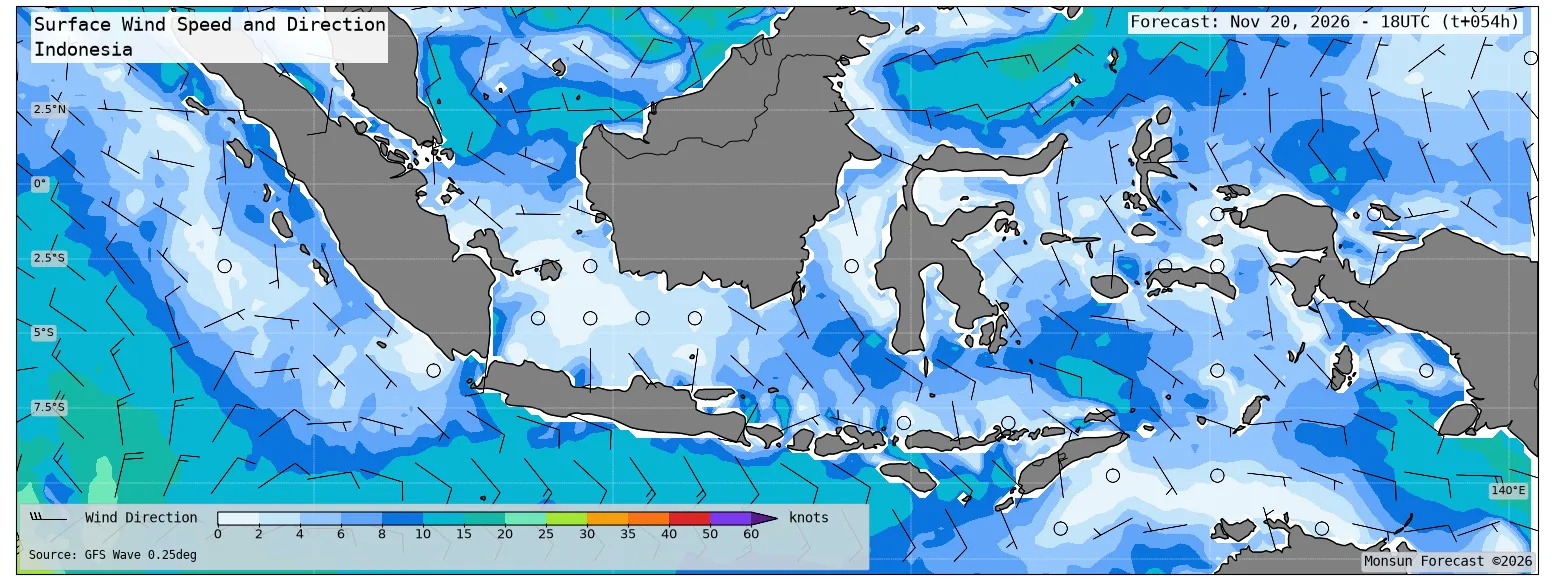 Surface Wind Speed and Direction
Indonesia
Forecast: Nov 20, 2026 - 18UTC (t+054h)
2.5°N
0°
2.5°S
5°S
7.5°S
140°E
Wind Direction
0 2 4 6 8 10 15 20 25 30 35 40 50 60
knots
Source: GFS Wave 0.25deg
Monsun Forecast ©2026